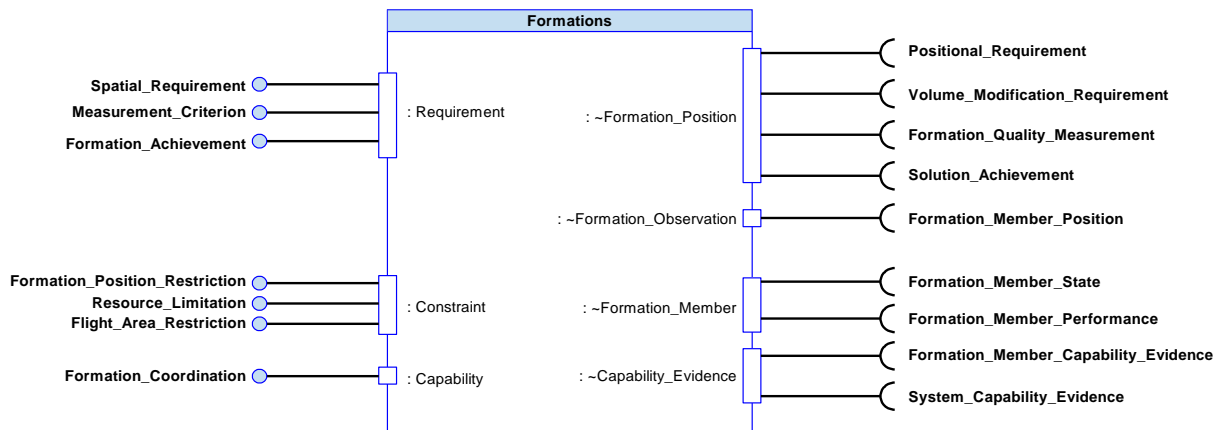 Formations
Spatial_Requirement
Measurement_Criterion
Formation_Achievement
: Requirement
Formation_Position_Restriction
Resource_Limitation
Flight_Area_Restriction
: Constraint
Formation_Coordination
: Capability
: ~Formation_Position
Positional_Requirement
Volume_Modification_Requirement
Formation_Quality_Measurement
Solution_Achievement
: ~Formation_Observation
Formation_Member_Position
: ~Formation_Member
Formation_Member_State
Formation_Member_Performance
: ~Capability_Evidence
Formation_Member_Capability_Evidence
System_Capability_Evidence